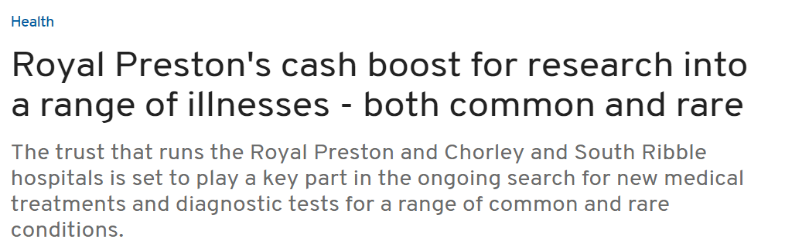 Health
Royal Preston's cash boost for research into
a range of illnesses - both common and rare
The trust that runs the Royal Preston and Chorley and South Ribble
hospitals is set to play a key part in the ongoing search for new medical
treatments and diagnostic tests for a range of common and rare
conditions.